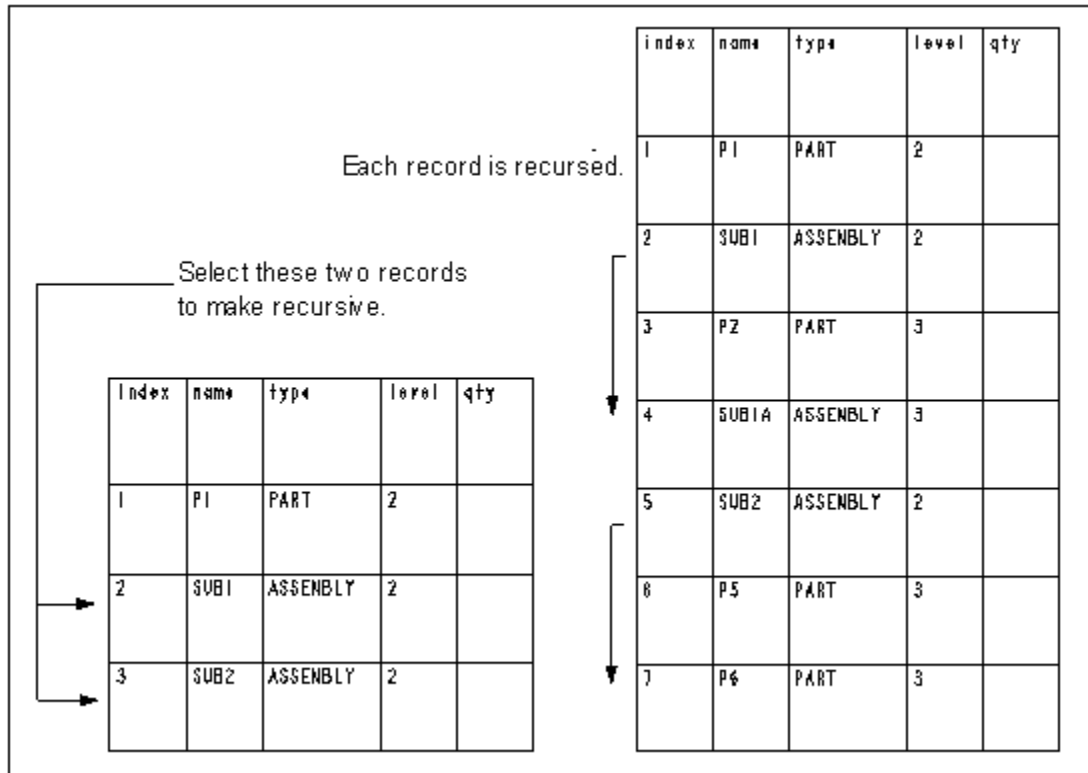 Select these two records
to make recursive.
index name type level qty
1 P1 PART 2
2 SUB1 ASSENBLY 2
3 SUB2 ASSENBLY 2
Each record is recursed.
index name type level qty
1 P1 PART 2
2 SUB1 ASSENBLY 2
3 P2 PART 3
4 SUB1A ASSENBLY 3
5 SUB2 ASSENBLY 2
6 P5 PART 3
7 P6 PART 3